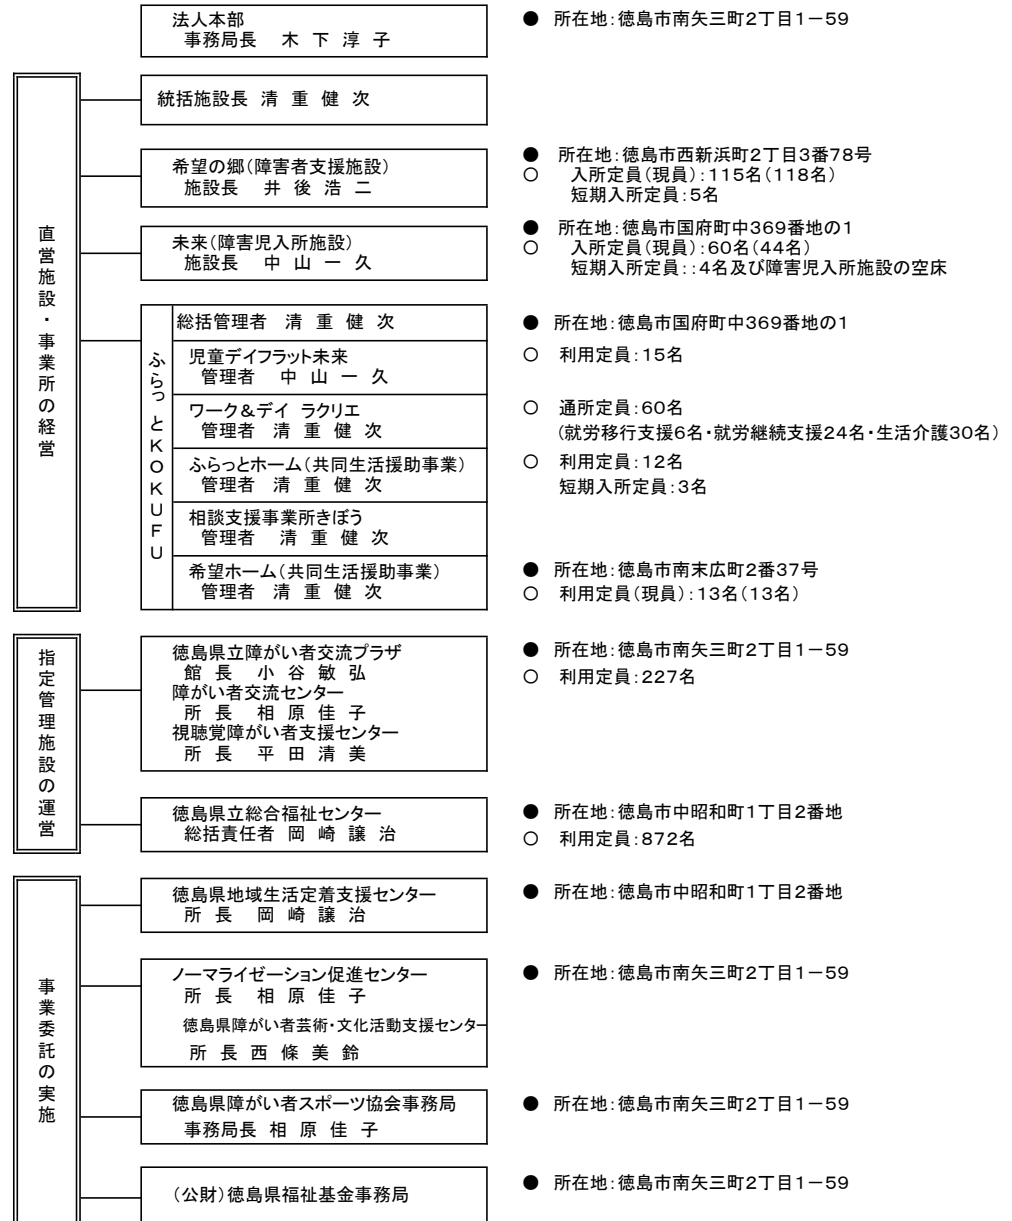 法人本部
事務局長 木 下 淳 子
● 所在地:徳島市南矢三町2丁目1-59
直営施設・事業所の経営
統括施設長 清 重 健 次
希望の郷(障害者支援施設)
施設長 井 後 浩 二
● 所在地:徳島市西新浜町2丁目3番78号
○ 入所定員(現員):115名(118名)
短期入所定員:5名
未来(障害児入所施設)
施設長 中 山 一 久
● 所在地:徳島市国府町中369番地の1
○ 入所定員(現員):60名(44名)
短期入所定員::4名及び障害児入所施設の空床
ふらっとKOKUFU
総括管理者 清 重 健 次
● 所在地:徳島市国府町中369番地の1
児童デイフラット未来
管理者 中 山 一 久
○ 利用定員:15名
ワーク&デイ ラクリエ
管理者 清 重 健 次
○ 通所定員:60名
(就労移行支援6名・就労継続支援24名・生活介護30名)
ふらっとホーム(共同生活援助事業)
管理者 清 重 健 次
○ 利用定員:12名
短期入所定員:3名
相談支援事業所きぼう
管理者 清 重 健 次
希望ホーム(共同生活援助事業)
管理者 清 重 健 次
● 所在地:徳島市南末広町2番37号
○ 利用定員(現員):13名(13名)
指定管理施設の運営
徳島県立障がい者交流プラザ
館 長 小 谷 敏 弘
障がい者交流センター
所 長 相 原 佳 子
視聴覚障がい者支援センター
所 長 平 田 清 美
● 所在地:徳島市南矢三町2丁目1-59
○ 利用定員:227名
徳島県立総合福祉センター
総括責任者 岡 崎 譲 治
● 所在地:徳島市中昭和町1丁目2番地
○ 利用定員:872名
事業委託の実施
徳島県地域生活定着支援センター
所 長 岡 崎 譲 治
● 所在地:徳島市中昭和町1丁目2番地
ノーマライゼーション促進センター
所 長 相 原 佳 子
徳島県障がい者芸術・文化活動支援センター
所 長 西 條 美 鈴
● 所在地:徳島市南矢三町2丁目1-59
徳島県障がい者スポーツ協会事務局
事務局長 相 原 佳 子
● 所在地:徳島市南矢三町2丁目1-59
(公財)徳島県福祉基金事務局
● 所在地:徳島市南矢三町2丁目1-59